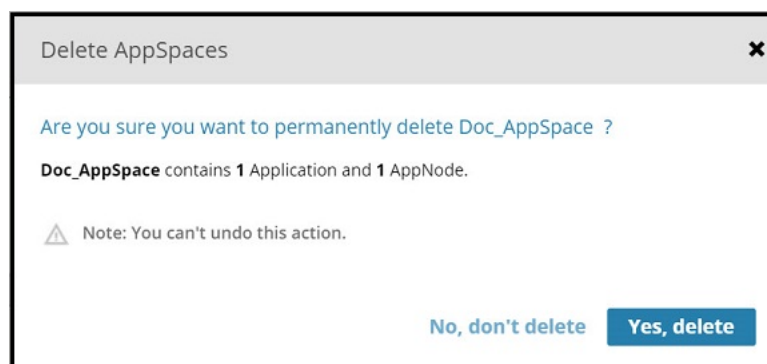 Delete AppSpaces
Are you sure you want to permanently delete Doc_AppSpace ?
Doc_AppSpace contains 1 Application and 1 AppNode.
Note: You can't undo this action.
No, don't delete Yes, delete